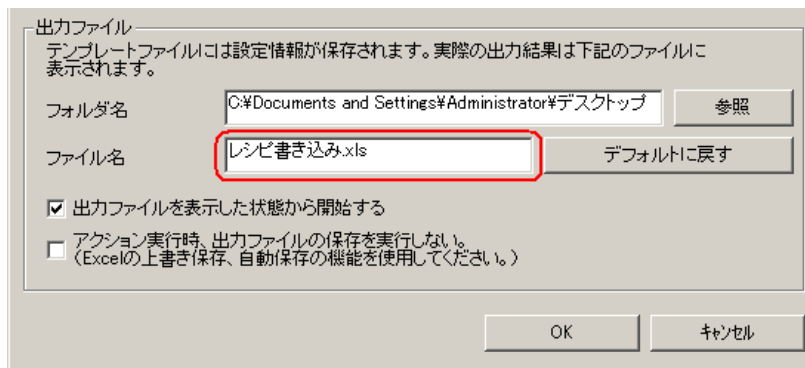 出力ファイル
テンプレートファイルには設定情報が保存されます。実際の出力結果は下記のファイルに
表示されます。
フォルダ名 C:¥Documents and Settings¥Administrator¥デスクトップ 参照
ファイル名 レシピ書き込み.xls デフォルトに戻す
出力ファイルを表示した状態から開始する
アクション実行時、出力ファイルの保存を実行しない。
（Excelの上書き保存、自動保存の機能を使用してください。）
OK キャンセル